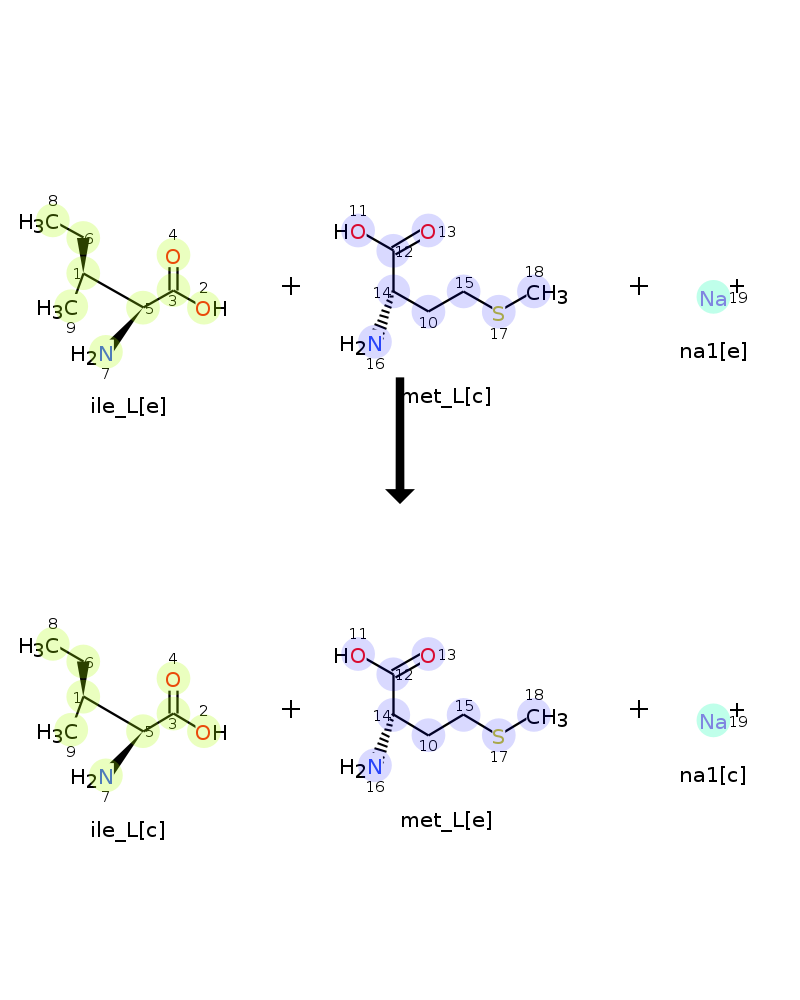 8
H3C
6
4
O
1
2
3
OH
5
H3C
9
H2N
7
ile_L[e]
+
11
HO
O
13
12
14
15
18
CH3
10
S
17
H2N
16
met_L[c]
+
Na
+
19
na1[e]
8
H3C
6
4
O
1
2
3
OH
5
H3C
9
H2N
7
ile_L[c]
+
11
HO
O
13
12
14
15
18
CH3
10
S
17
H2N
16
met_L[e]
+
Na
+
19
na1[c]